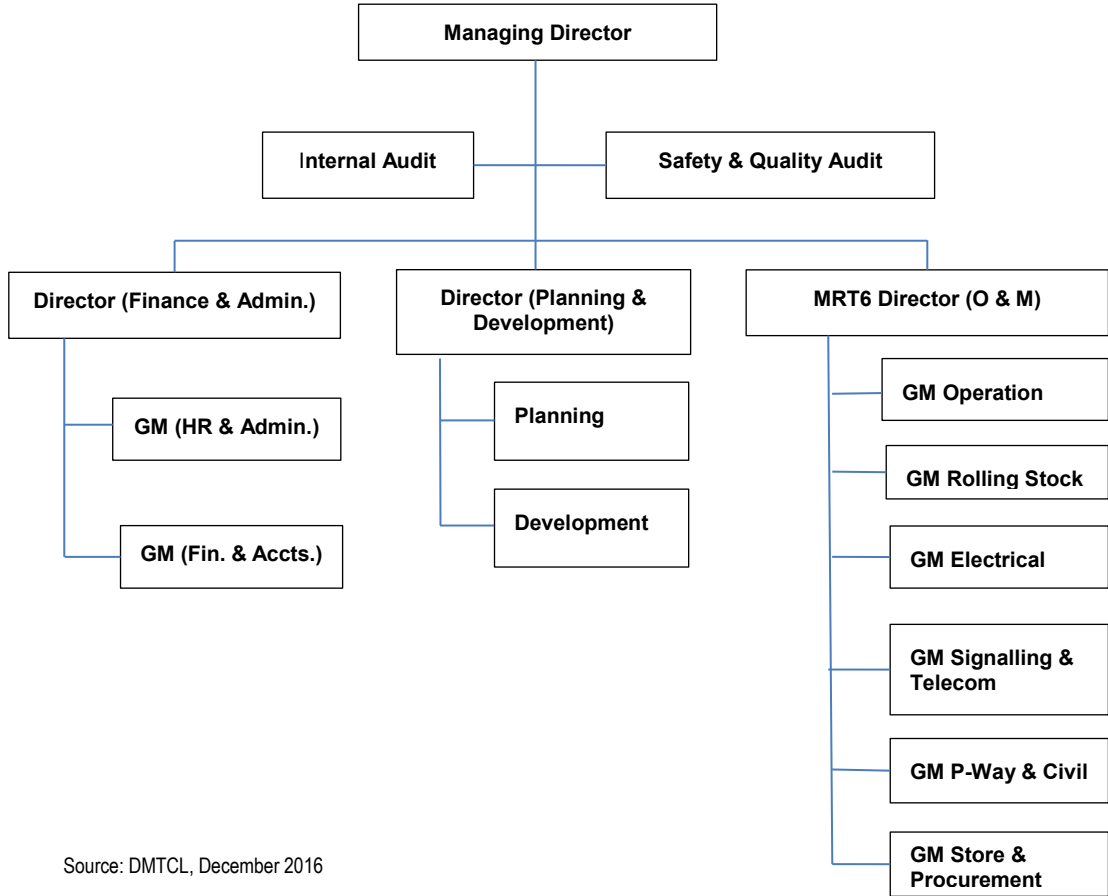 Managing Director
Internal Audit
Safety & Quality Audit
Director (Finance & Admin.)
Director (Planning &
Development)
MRT6 Director (O & M)
GM (HR & Admin.)
GM (Fin. & Accts.)
Planning
Development
GM Operation
GM Rolling Stock
GM Electrical
GM Signalling &
Telecom
GM P-Way & Civil
GM Store &
Procurement
Source: DMTCL, December 2016